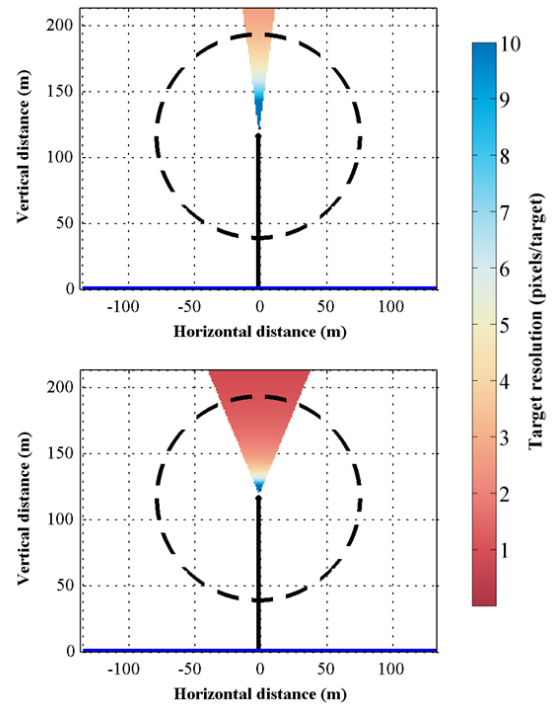 200
150
100
50
0
Vertical distance (m)
-100 -50 0 50 100
Horizontal distance (m)
200
150
100
50
0
Vertical distance (m)
-100 -50 0 50 100
Horizontal distance (m)
10
9
8
7
6
5
4
3
2
1
Target resolution (pixels/target)